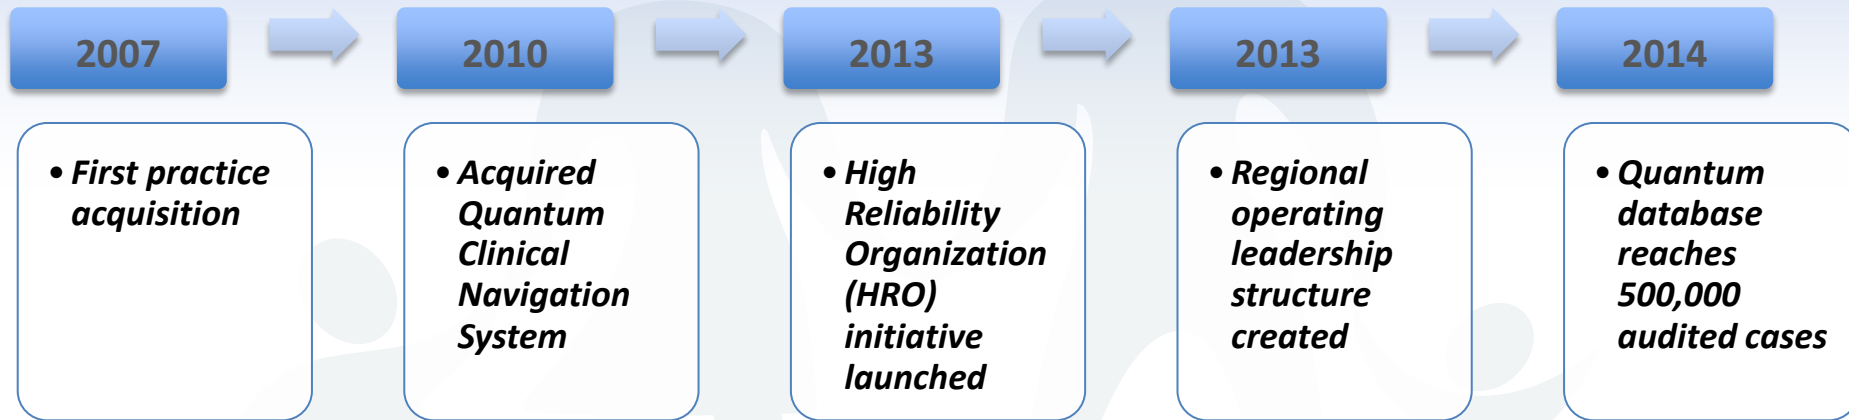 2007
2010
2013
2013
2014
• First practice
acquisition
• Acquired
Quantum
Clinical
Navigation
System
• High
Reliability
Organization
(HRO)
initiative
launched
• Regional
operating
leadership
structure
created
• Quantum
database
reaches
500,000
audited cases